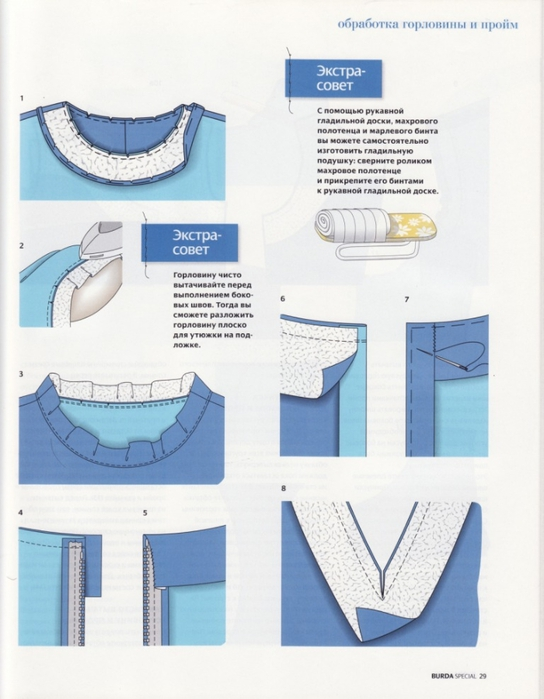 обработка горловины и пройм
Экстра-
совет
С помощью рукавной
гладильной доски, махрового
полотенца и марлевого бинта
вы можете самостоятельно
изготовить гладильную
подушку: сверните роликом
махровое полотенце
и прикрепите его бинтами
к рукавной гладильной доске.
1
2
Экстра-
совет
Горловину чисто
вытачивайте перед
выполнением боко-
вых швов. Тогда вы
сможете разложить
горловину плоско
для утюжки на под-
ложке.
6
7
3
8
4
5
BURDA SPECIAL 29